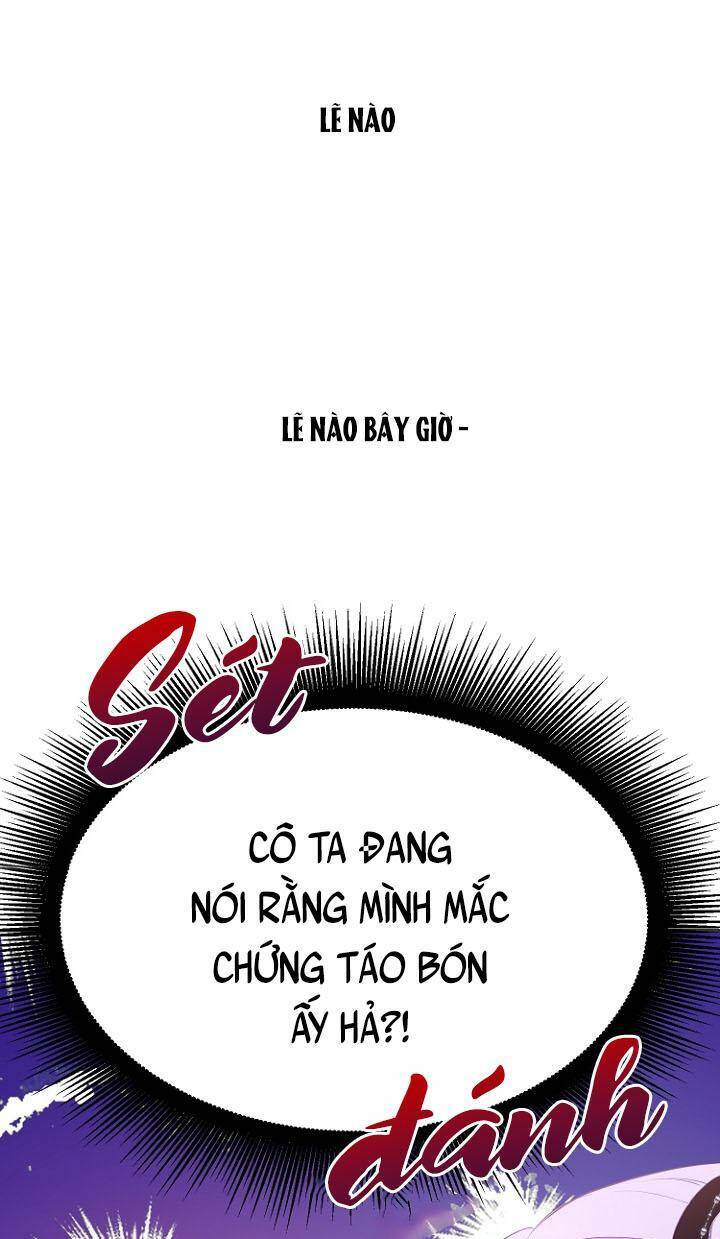 LẼ NÀO
LẼ NÀO BÂY GIỜ -
Sét
CÔ TA ĐANG
NÓI RẰNG MÌNH MẮC
CHỨNG TÁO BÓN
ẤY HẢ?!
đánh